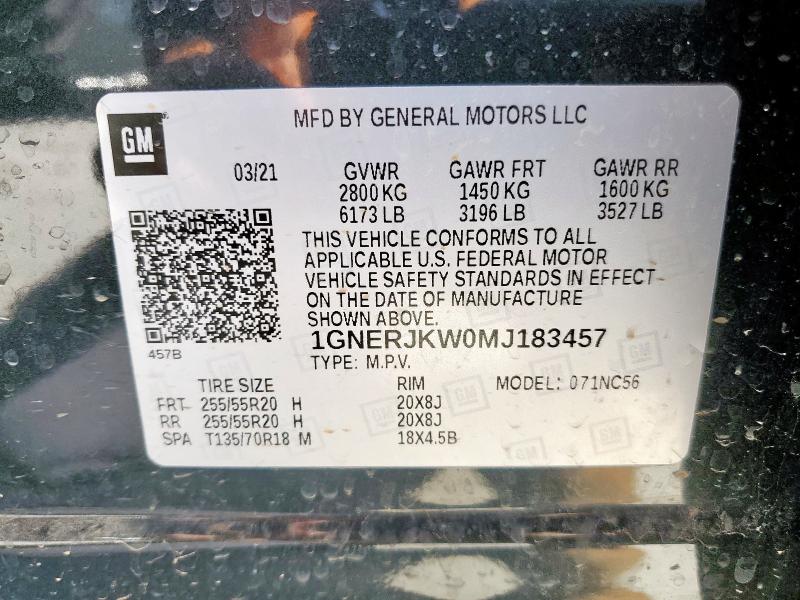 GM
MFD BY GENERAL MOTORS LLC
03/21 GVWR GAWR FRT GAWR RR
2800 KG 1450 KG 1600 KG
6173 LB 3196 LB 3527 LB
THIS VEHICLE CONFORMS TO ALL
APPLICABLE U.S. FEDERAL MOTOR
VEHICLE SAFETY STANDARDS IN EFFECT
ON THE DATE OF MANUFACTURE
SHOWN ABOVE.
1GNERJKW0MJ183457
457B
TYPE: M.P.V.
TIRE SIZE RIM MODEL: 071NC56
FRT 255/55R20 H 20X8J
RR 255/55R20 H 20X8J
SPA T135/70R18 M 18X4.5B